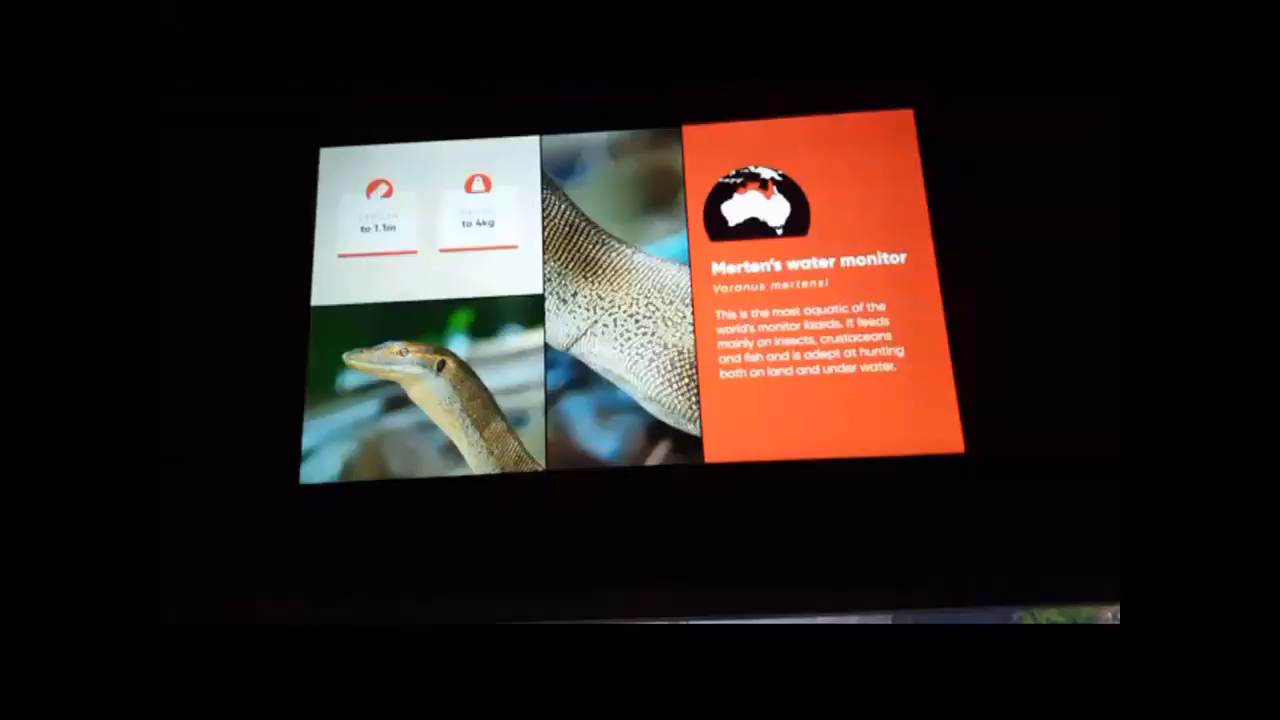 to 1.1m
to 4kg
Merten's water monitor
Varanus mertensi
This is the most aquatic of the
world's monitor lizards. It feeds
mainly on insects, crustaceans
and fish and is adept at hunting
both on land and under water.